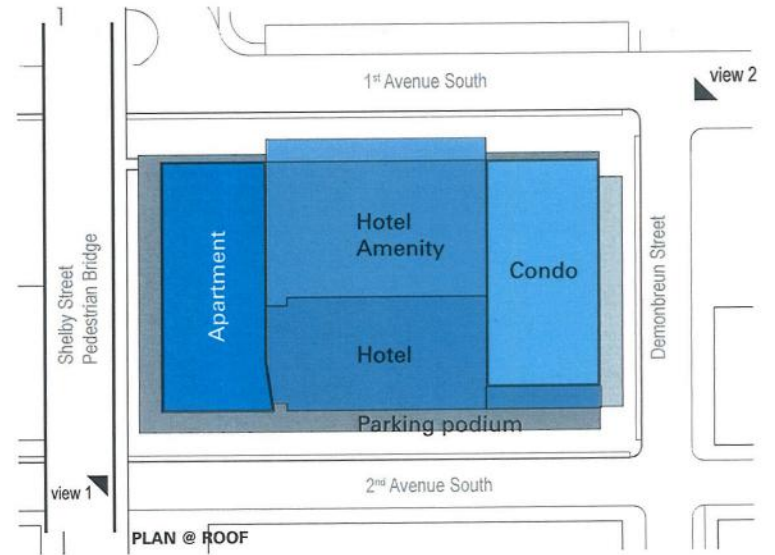 1st Avenue South
view 2
Shelby Street
Pedestrian Bridge
Apartment
Hotel
Amenity
Condo
Demonbreun Street
Hotel
Parking podium
view 1
2nd Avenue South
PLAN @ ROOF